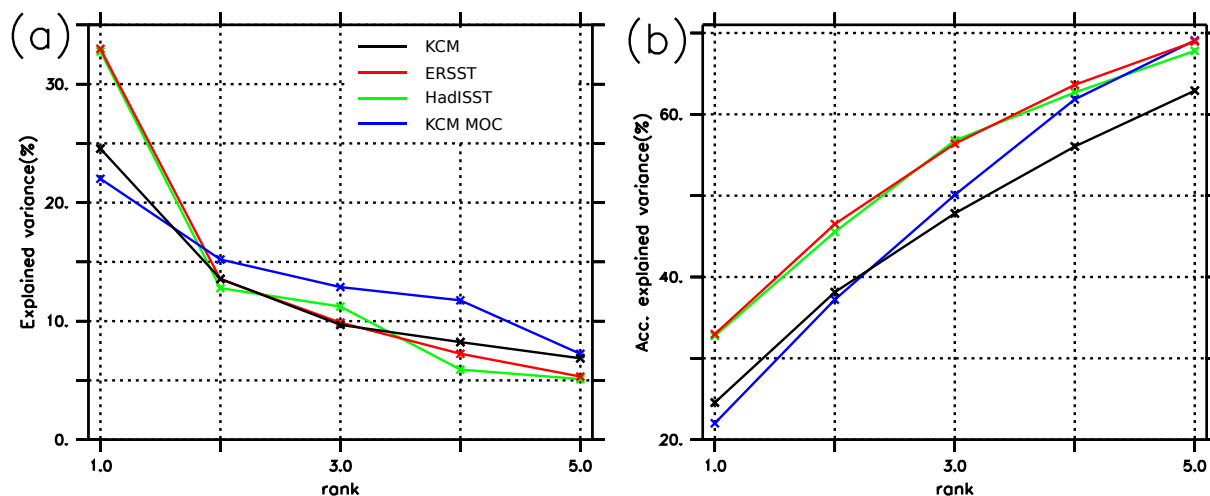 (a)
Explained variance(%)
30.
20.
10.
0.
1.0
3.0
5.0
rank
KCM
ERSST
HadISST
KCM MOC
(b)
Acc. explained variance(%)
60.
40.
20.
1.0
3.0
5.0
rank